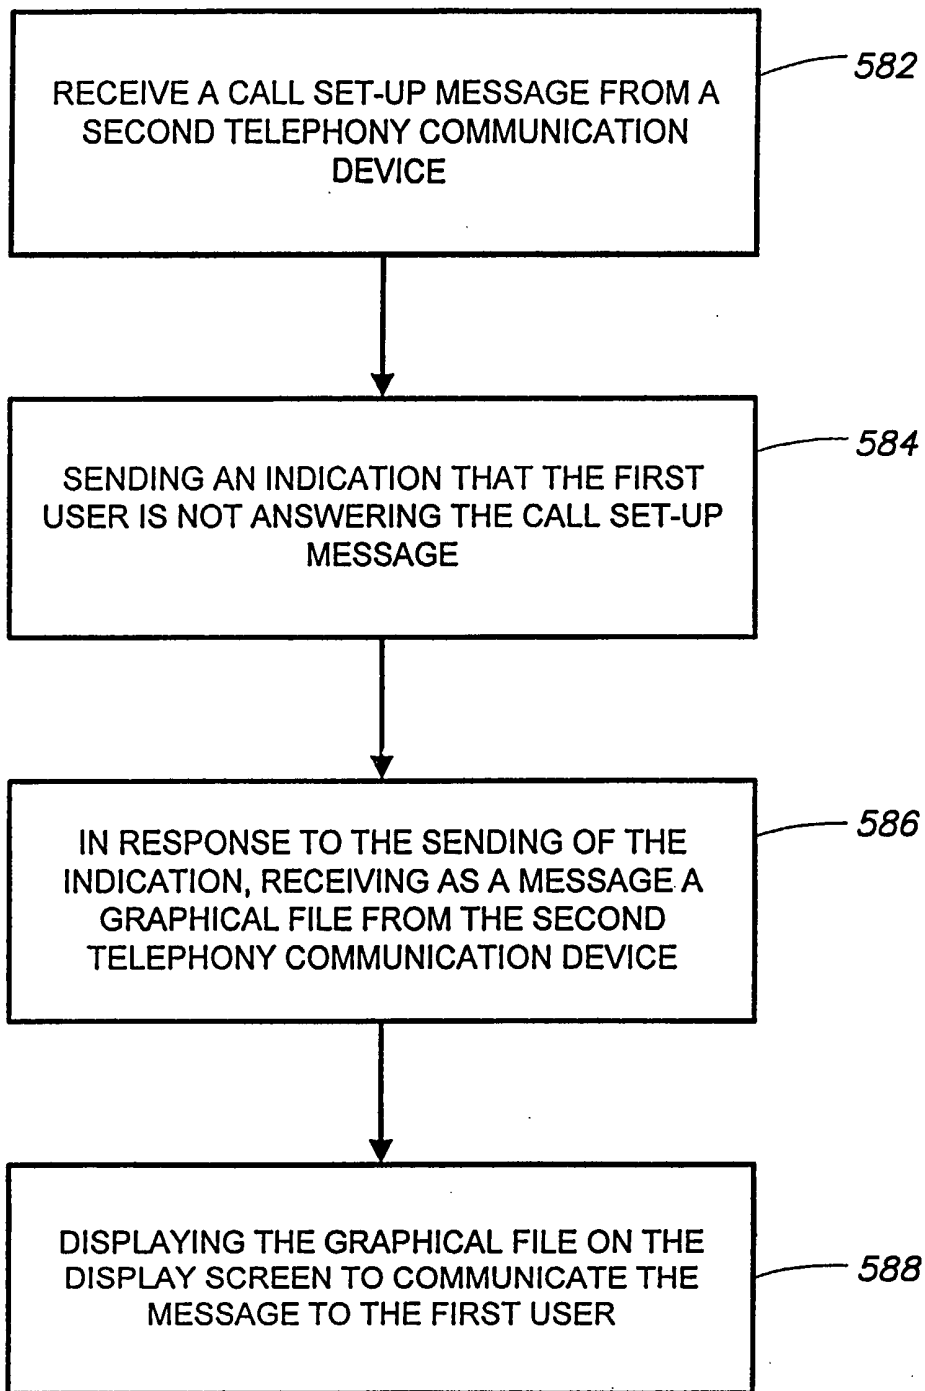 RECEIVE A CALL SET-UP MESSAGE FROM A
SECOND TELEPHONY COMMUNICATION
DEVICE
582
SENDING AN INDICATION THAT THE FIRST
USER IS NOT ANSWERING THE CALL SET-UP
MESSAGE
584
IN RESPONSE TO THE SENDING OF THE
INDICATION, RECEIVING AS A MESSAGE A
GRAPHICAL FILE FROM THE SECOND
TELEPHONY COMMUNICATION DEVICE
586
DISPLAYING THE GRAPHICAL FILE ON THE
DISPLAY SCREEN TO COMMUNICATE THE
MESSAGE TO THE FIRST USER
588